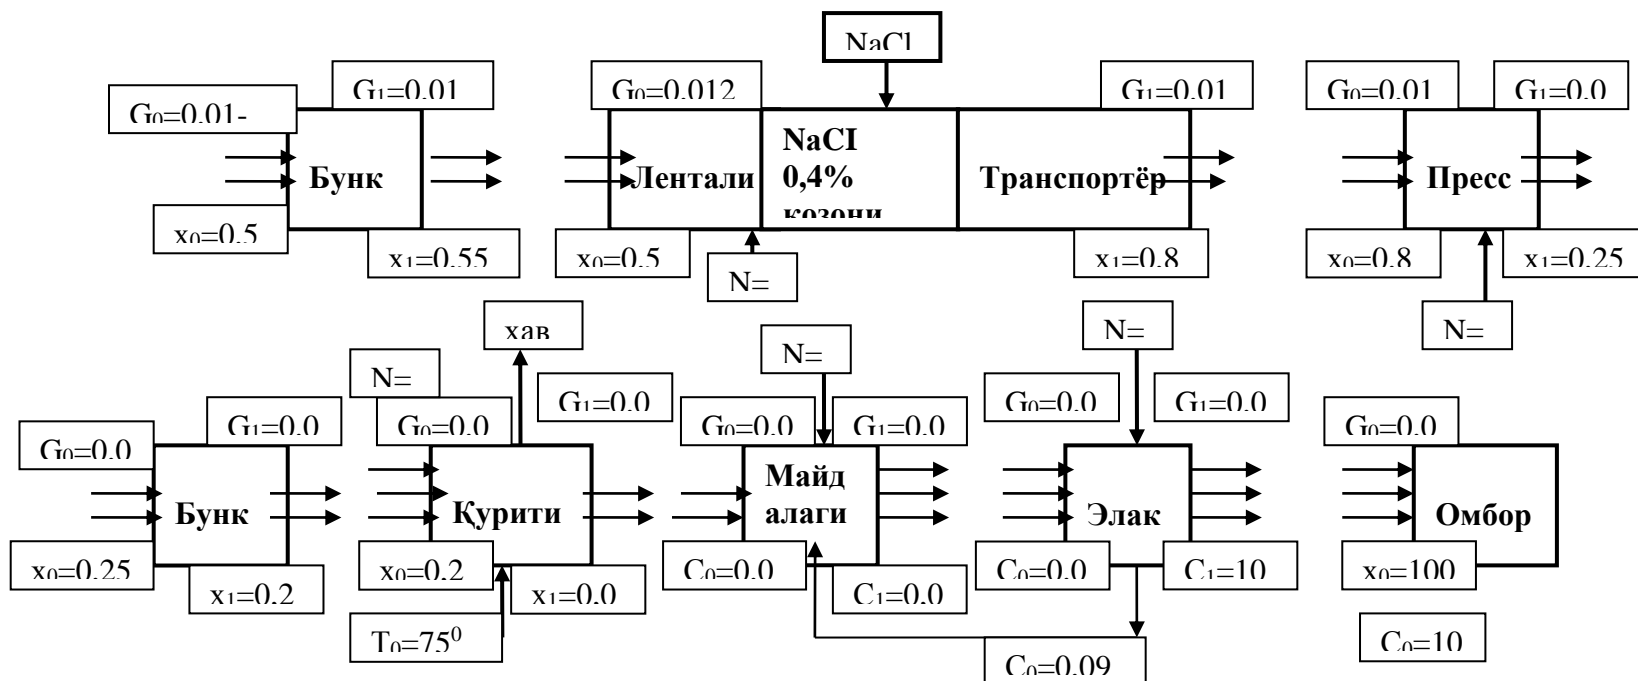 NaCl
G₁=0.01
G₀=0.012
G₁=0.01
G₀=0.01
G₁=0.0
G₀=0.01-
Бунк
Лентали
NaCI
0,4%
козони
Транспортёр
Пресс
x₀=0.5
x₁=0.55
x₀=0.5
N=
x₁=0.8
x₀=0.8
x₁=0.25
N=
хав
N=
N=
N=
G₀=0.0
G₁=0.0
G₀=0.0
G₁=0.0
G₀=0.0
G₁=0.0
G₀=0.0
G₁=0.0
G₀=0.0
Бунк
Қурити
Майд
алаги
Элак
Омбор
x₀=0.25
x₁=0.2
x₀=0.2
x₁=0.0
C₀=0.0
C₁=0.0
C₀=0.0
C₁=10
x₀=100
T₀=75⁰
C₀=0.09
C₀=10